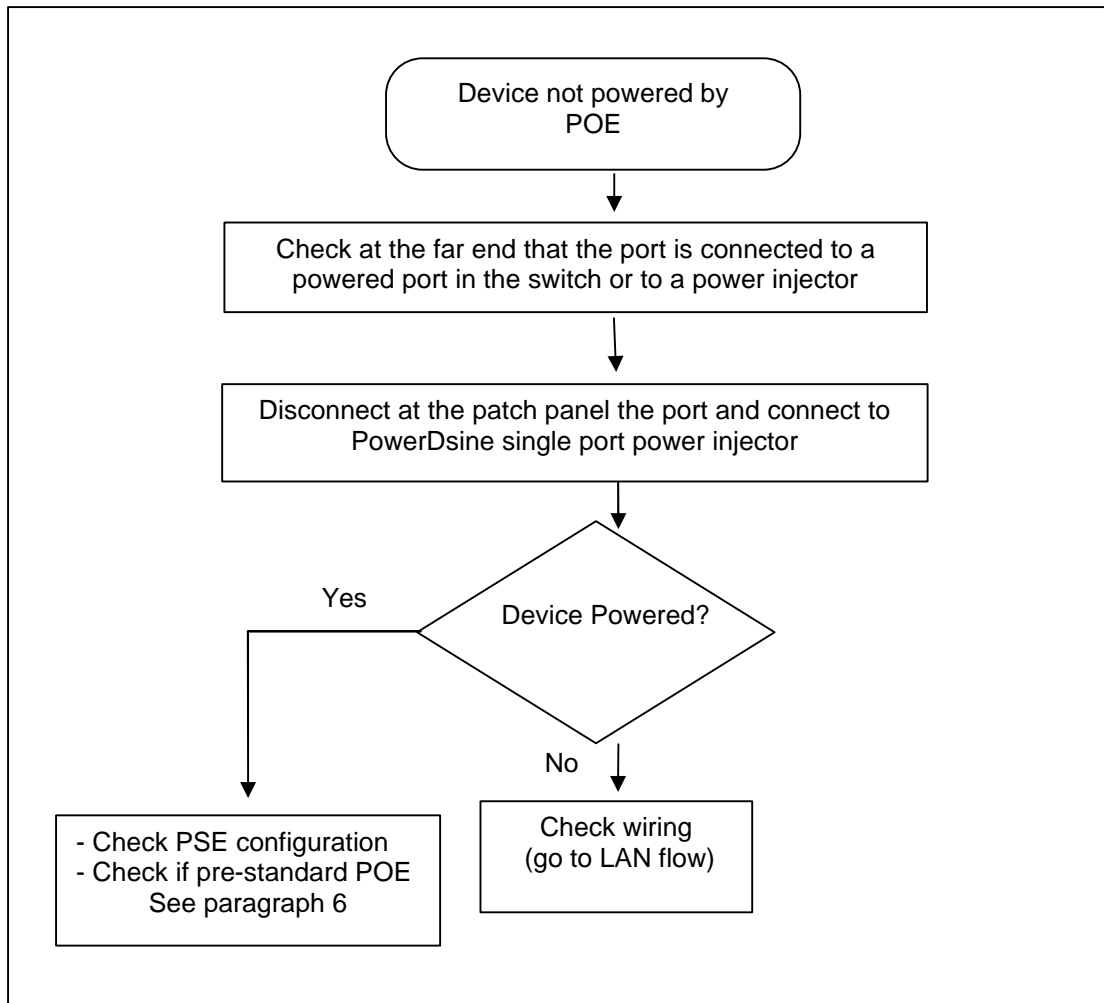 Device not powered by
POE
Check at the far end that the port is connected to a
powered port in the switch or to a power injector
Disconnect at the patch panel the port and connect to
PowerDsine single port power injector
Device Powered?
Yes
No
- Check PSE configuration
- Check if pre-standard POE
See paragraph 6
Check wiring
(go to LAN flow)